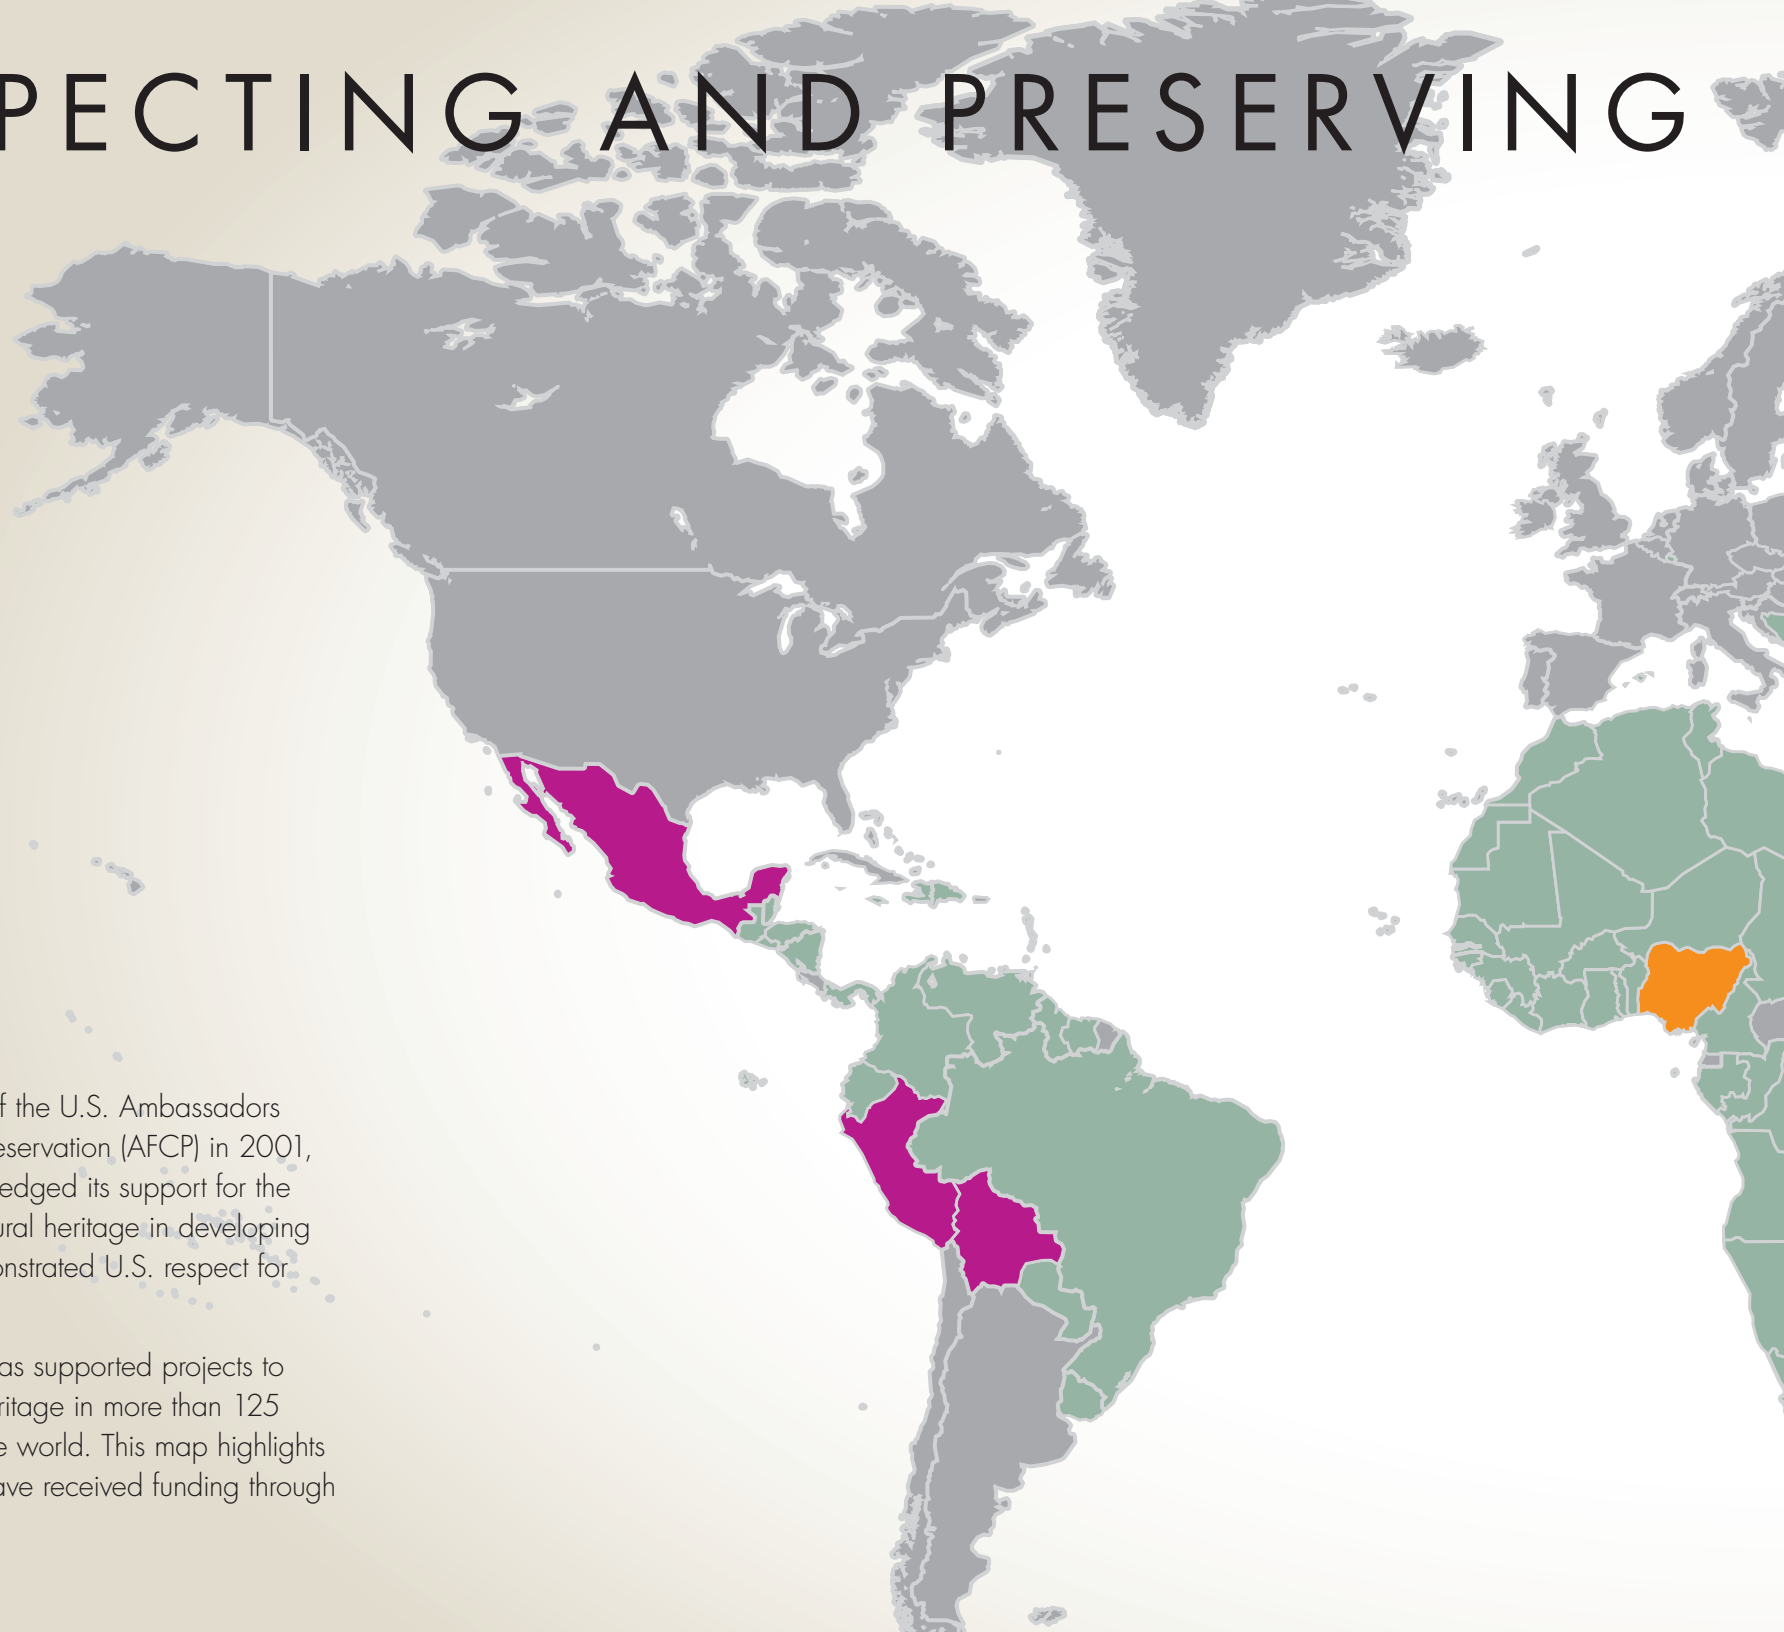 PECTING AND PRESERVING
f the U.S. Ambassadors
eservation (AFCP) in 2001,
edged its support for the
ural heritage in developing
onstrated U.S. respect for
as supported projects to
ritage in more than 125
e world. This map highlights
ave received funding through